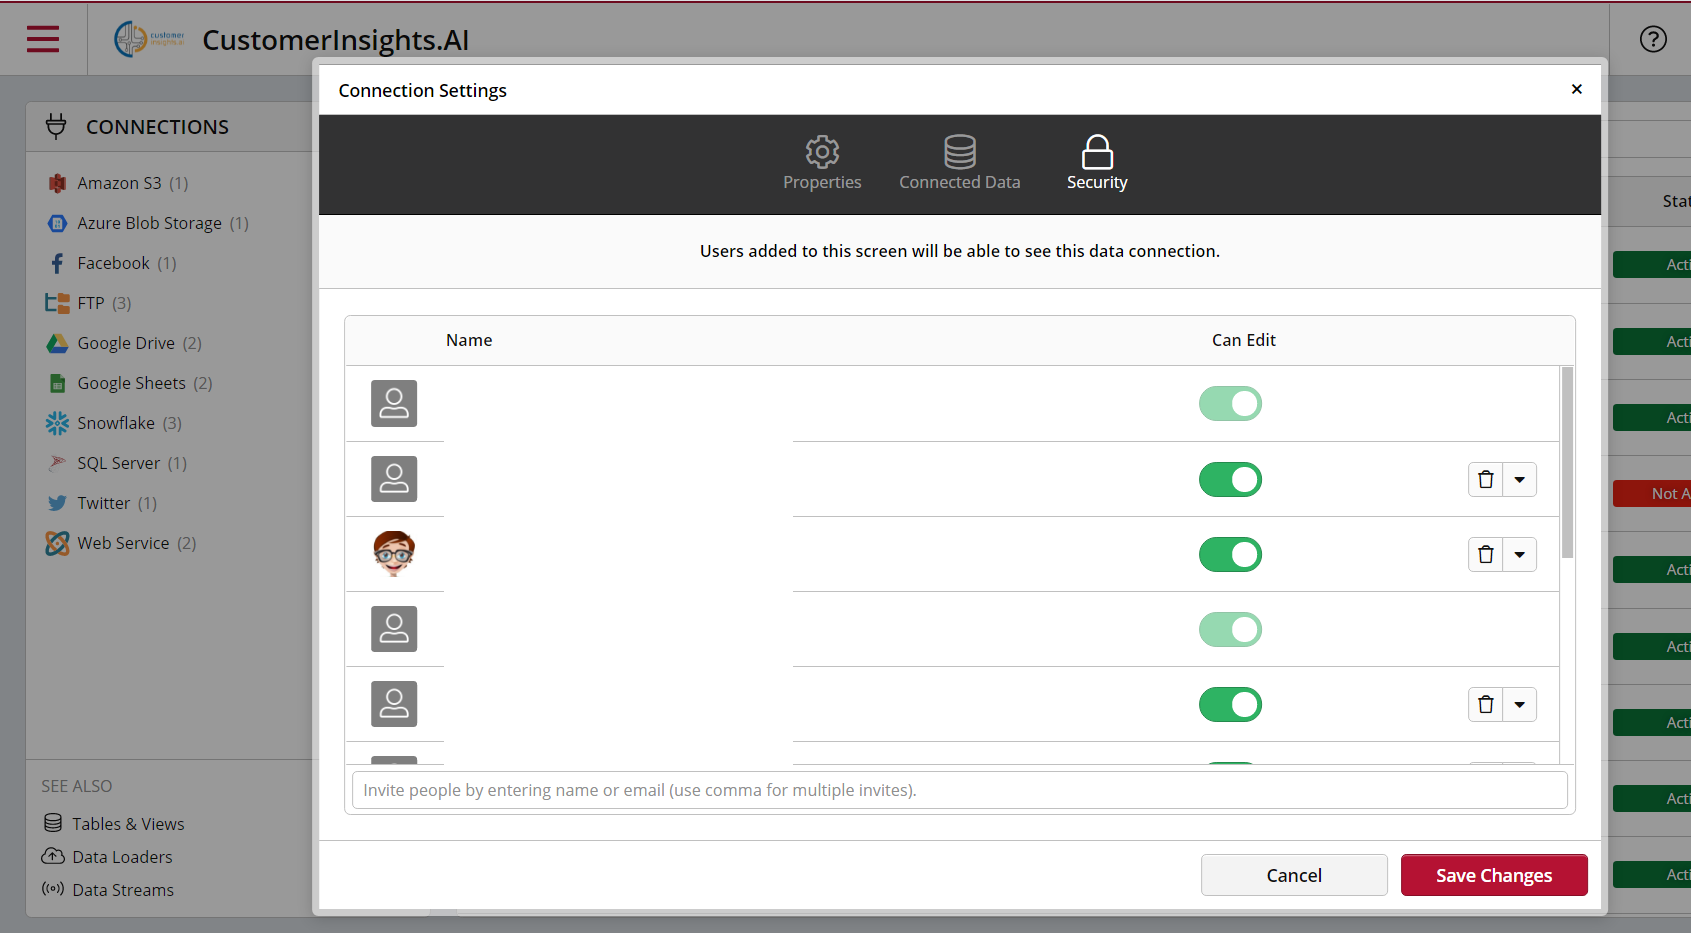 customer
insights.ai
CustomerInsights.AI
?
Connection Settings
×
CONNECTIONS
Properties
Connected Data
Security
Amazon S3 (1)
Azure Blob Storage (1)
Facebook (1)
FTP (3)
Google Drive (2)
Google Sheets (2)
Snowflake (3)
SQL Server (1)
Twitter (1)
Web Service (2)
SEE ALSO
Tables & Views
Data Loaders
Data Streams
Users added to this screen will be able to see this data connection.
Name Can Edit
Invite people by entering name or email (use comma for multiple invites).
Cancel Save Changes
Stat
Acti
Acti
Acti
Not A
Acti
Acti
Acti
Acti
Acti